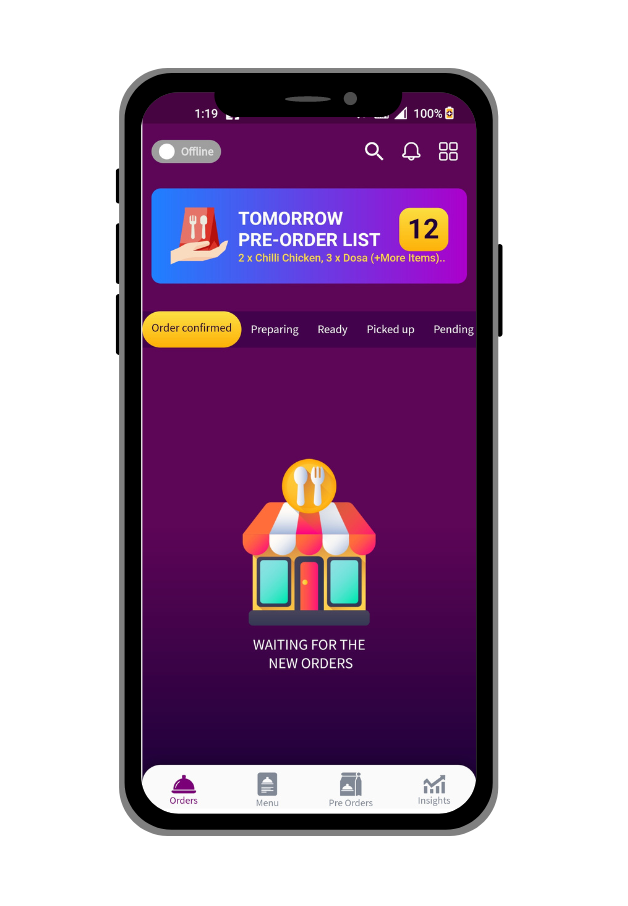 1:19 100%
Offline
TOMORROW
PRE-ORDER LIST
12
2 x Chilli Chicken, 3 x Dosa (+More Items)..
Order confirmed Preparing Ready Picked up Pending
WAITING FOR THE
NEW ORDERS
Orders Menu Pre Orders Insights